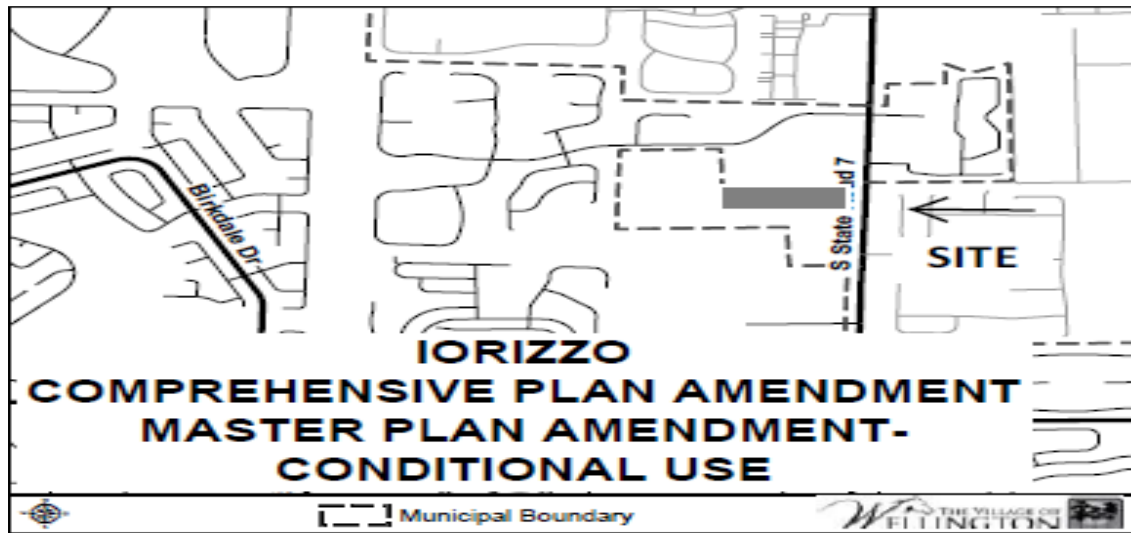 Birkdale Dr
S State
d 7
SITE
IORIZZO
COMPREHENSIVE PLAN AMENDMENT
MASTER PLAN AMENDMENT-
CONDITIONAL USE
Municipal Boundary
THE VILLAGE OF
WELLINGTON